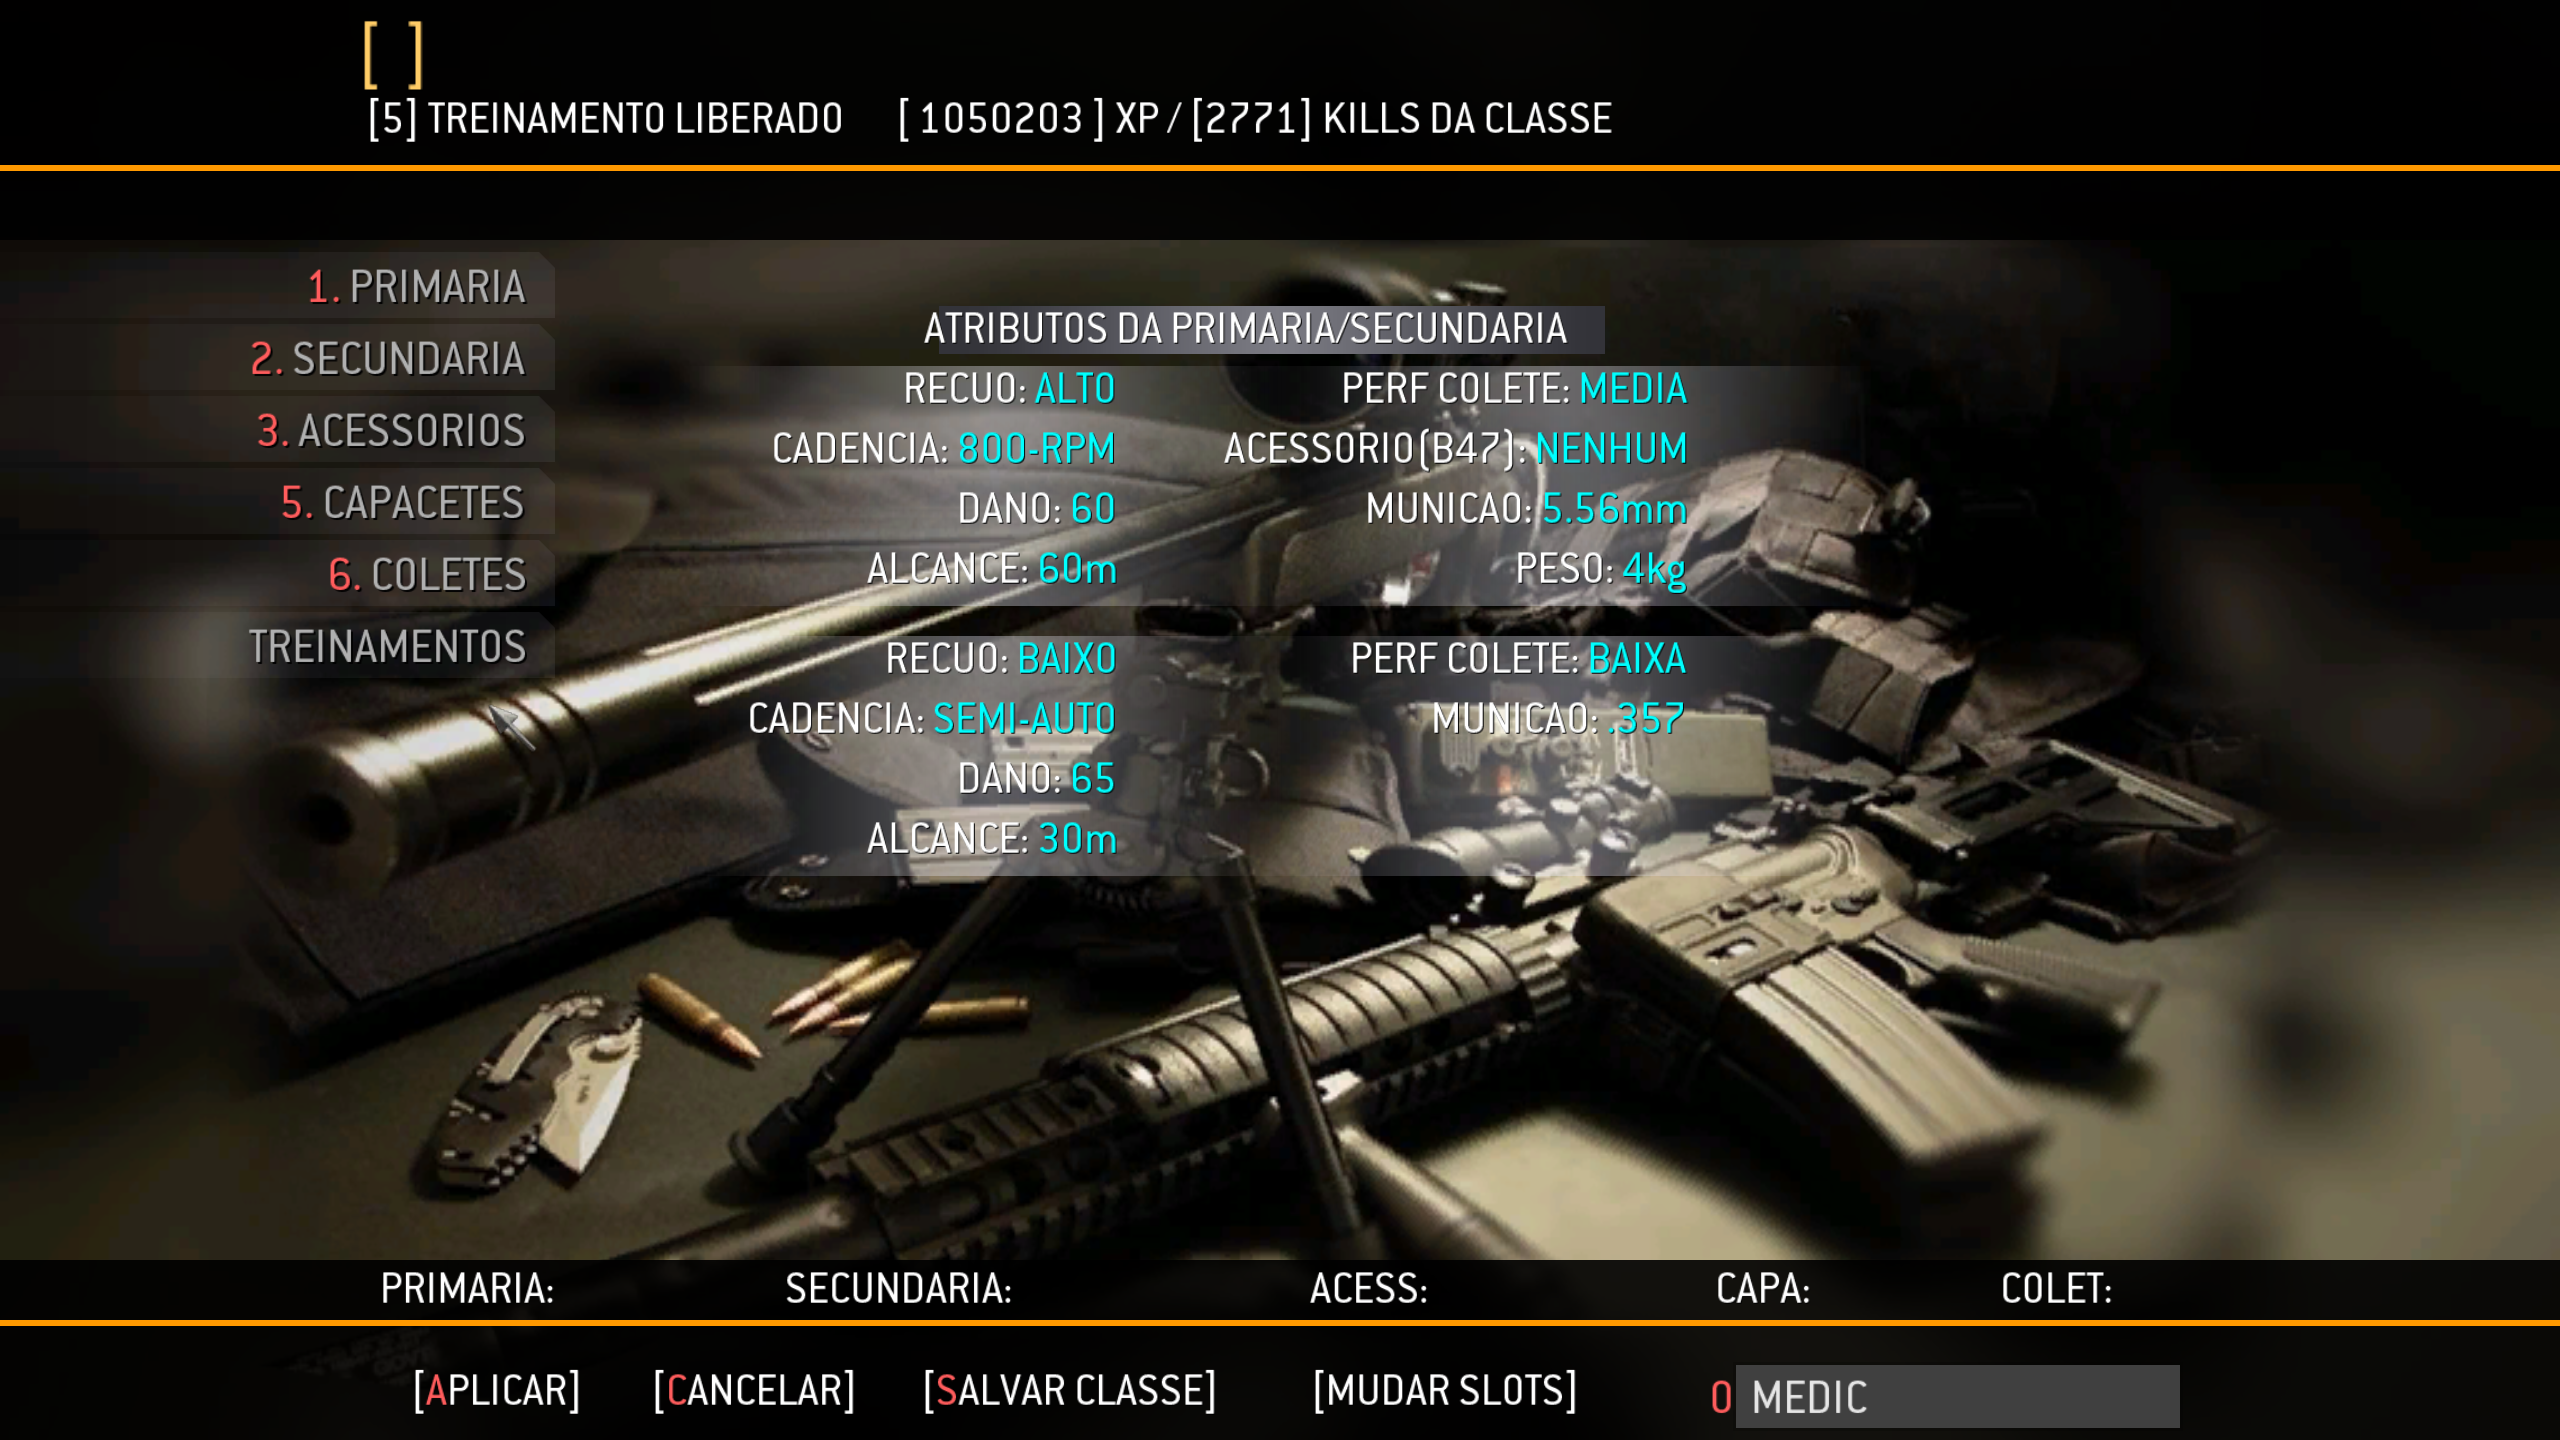 [ ]
[5] TREINAMENTO LIBERADO [ 1050203 ] XP / [2771] KILLS DA CLASSE
1. PRIMARIA
2. SECUNDARIA
3. ACESSORIOS
5. CAPACETES
6. COLETES
TREINAMENTOS
ATRIBUTOS DA PRIMARIA/SECUNDARIA
RECUO: ALTO PERF COLETE: MEDIA
CADENCIA: 800-RPM ACESSORIO(B47): NENHUM
DANO: 60 MUNICAO: 5.56mm
ALCANCE: 60m PESO: 4kg
RECUO: BAIXO PERF COLETE: BAIXA
CADENCIA: SEMI-AUTO MUNICAO: .357
DANO: 65
ALCANCE: 30m
PRIMARIA: SECUNDARIA: ACESS: CAPA: COLET:
[APLICAR] [CANCELAR] [SALVAR CLASSE] [MUDAR SLOTS] 0 MEDIC